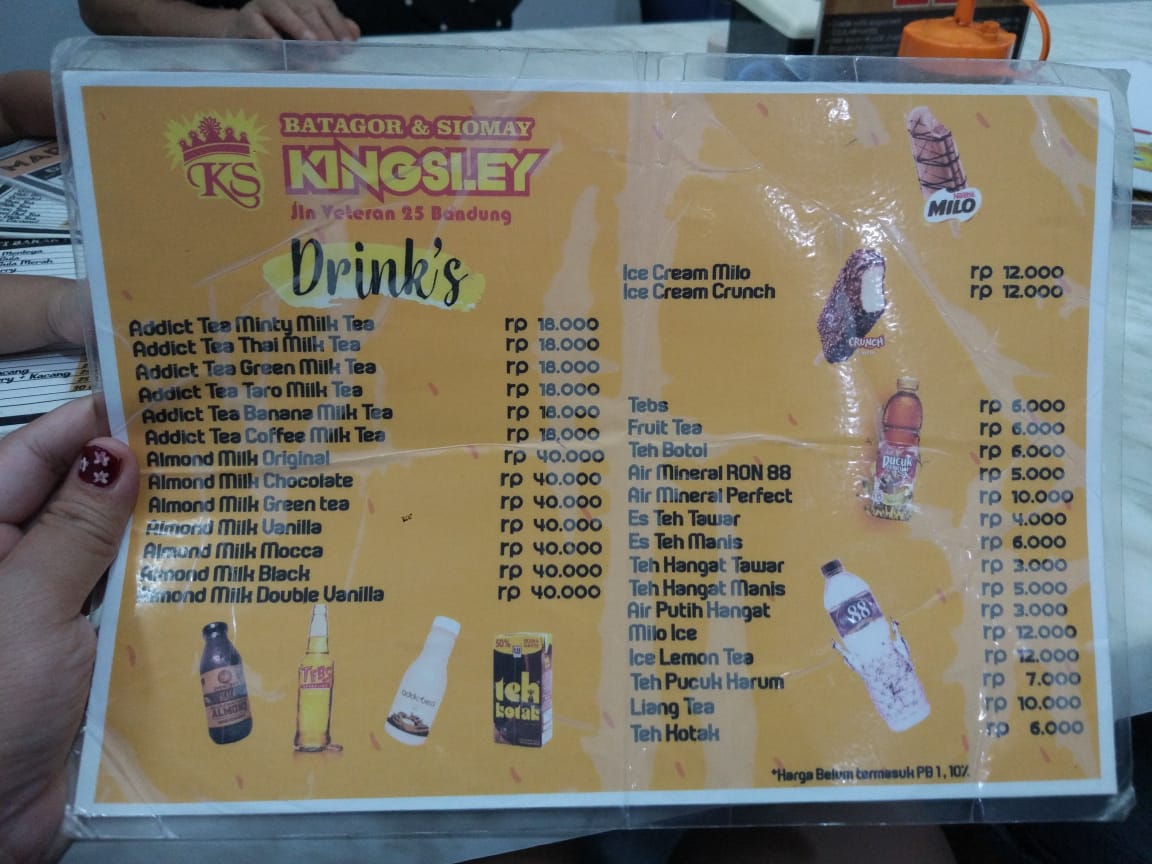 KS
BATAGOR & SIOMAY
KINGSLEY
Jln Veteran 25 Bandung
Drink's
Addict Tea Minty Milk Tea rp 18.000
Addict Tea Thai Milk Tea rp 18.000
Addict Tea Green Milk Tea rp 18.000
Addict Tea Taro Milk Tea rp 18.000
Addict Tea Banana Milk Tea rp 18.000
Addict Tea Coffee Milk Tea rp 18.000
Almond Milk Original rp 40.000
Almond Milk Chocolate rp 40.000
Almond Milk Green tea rp 40.000
Almond Milk Vanilla rp 40.000
Almond Milk Mocca rp 40.000
Almond Milk Black rp 40.000
Almond Milk Double Vanilla rp 40.000
ALMOND
TEBS
addictea
50%
teh
kotak
Nestle
MILO
Ice Cream Milo rp 12.000
Ice Cream Crunch rp 12.000
CRUNCH
Tebs rp 6.000
Fruit Tea rp 6.000
Teh Botol rp 6.000
Air Mineral RON 88 rp 5.000
Air Mineral Perfect rp 10.000
Es Teh Tawar rp 4.000
Es Teh Manis rp 6.000
Teh Hangat Tawar rp 3.000
Teh Hangat Manis rp 5.000
Air Putih Hangat rp 3.000
Milo Ice rp 12.000
Ice Lemon Tea rp 12.000
Teh Pucuk Harum rp 7.000
Liang Tea rp 10.000
Teh Kotak rp 6.000
PUCUK
88
*Harga Belum termasuk PB 1, 10%